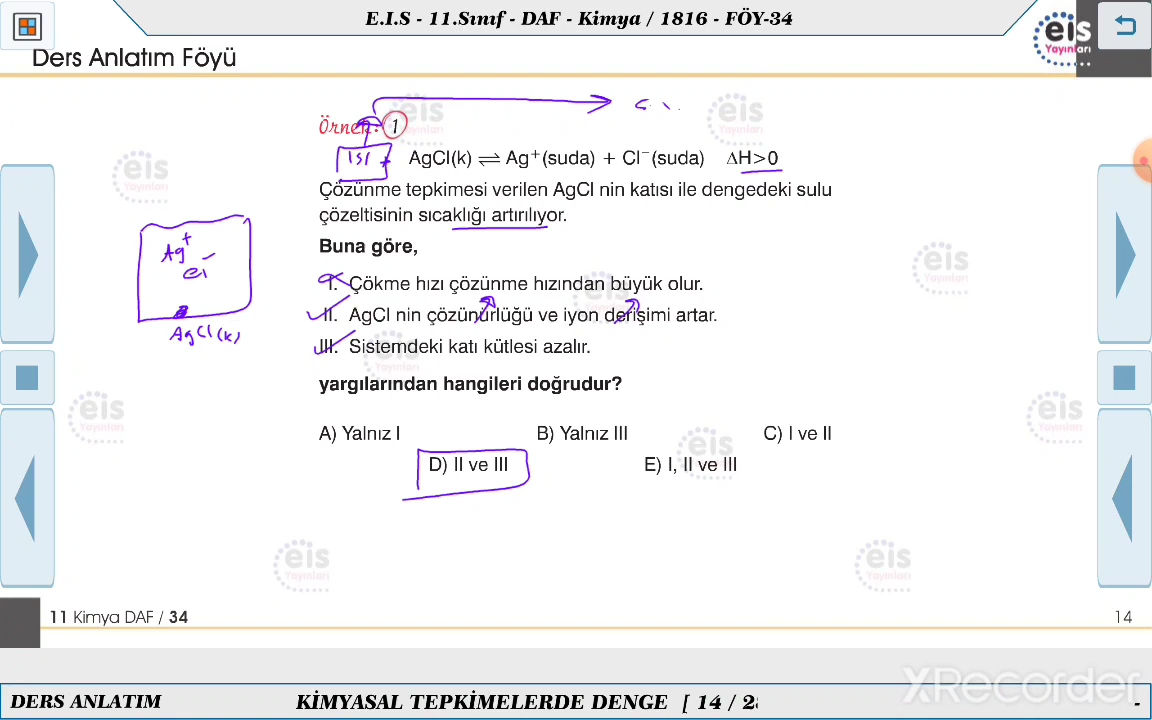 E.I.S - 11.Sınıf - DAF - Kimya / 1816 - FÖY-34
eis
Yayınları
Ders Anlatım Föyü
Örnek: 1
ISI + AgCl(k) ⇌ Ag⁺(suda) + Cl⁻(suda) ΔH>0
Çözünme tepkimesi verilen AgCl nin katısı ile dengedeki sulu
çözeltisinin sıcaklığı artırılıyor.
Buna göre,
I. Çökme hızı çözünme hızından büyük olur.
II. AgCl nin çözünürlüğü ve iyon derişimi artar.
III. Sistemdeki katı kütlesi azalır.
Ag⁺
Cl⁻
AgCl(k)
yargılarından hangileri doğrudur?
A) Yalnız I B) Yalnız III C) I ve II
D) II ve III E) I, II ve III
11 Kimya DAF / 34 14
XRecorder
DERS ANLATIM KİMYASAL TEPKİMELERDE DENGE [ 14 / 2 -